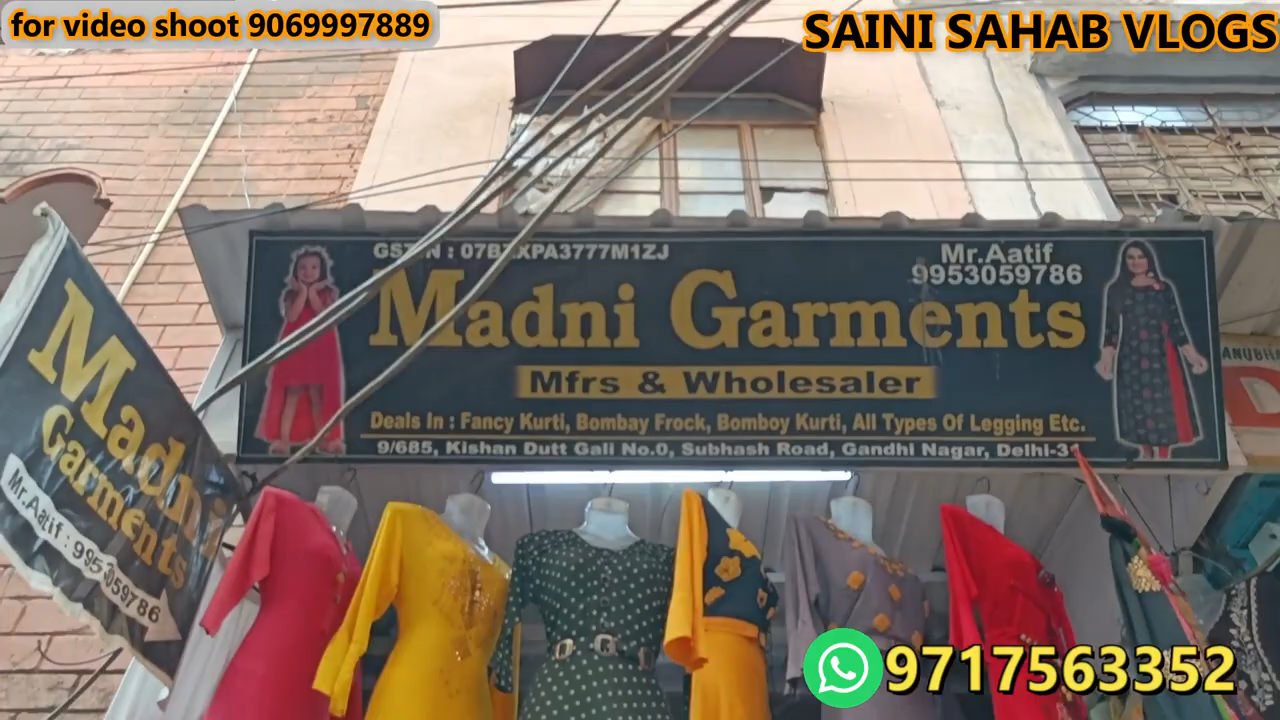 for video shoot 9069997889
SAINI SAHAB VLOGS
Mr.Aatif
9953059786
Madni Garments
Mfrs & Wholesaler
Deals In : Fancy Kurti, Bombay Frock, Bomboy Kurti, All Types Of Legging Etc.
9/685, Kishan Dutt Gali No.0, Subhash Road, Gandhi Nagar, Delhi-31
Madni
Garments
Mr.Aatif : 9953059786
9717563352